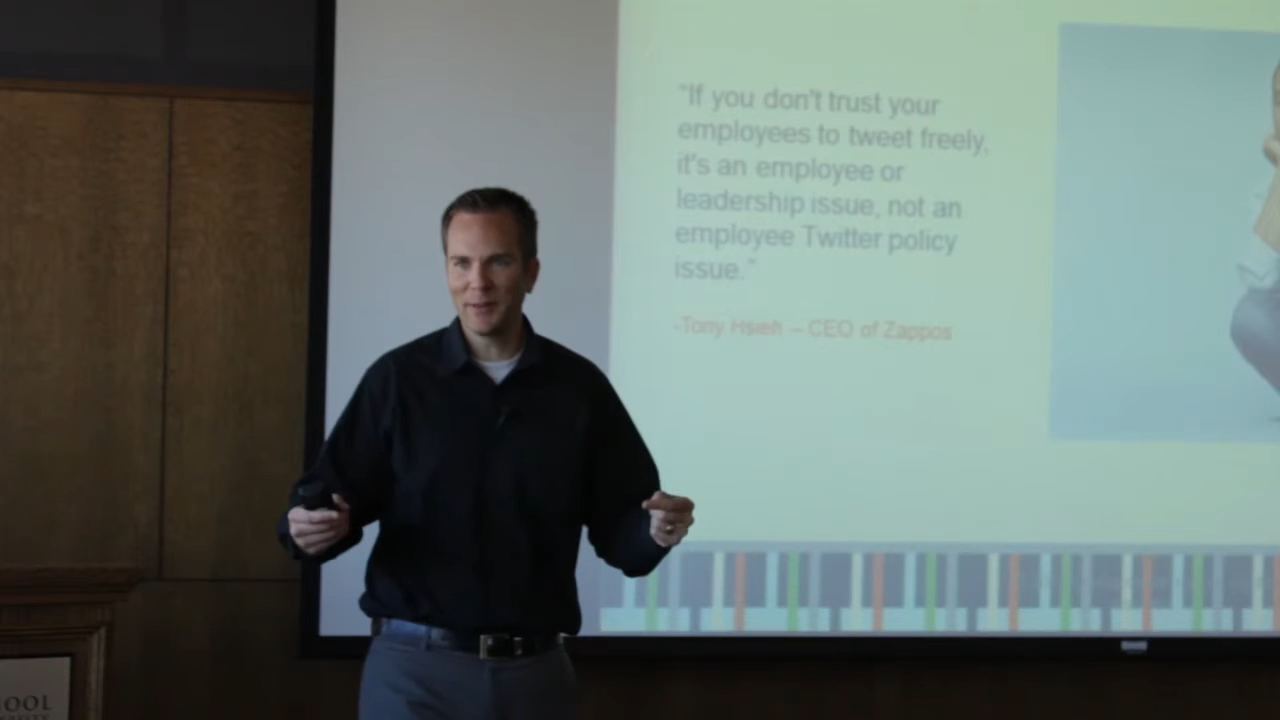 "If you don't trust your
employees to tweet freely,
it's an employee or
leadership issue, not an
employee Twitter policy
issue."
-Tony Hsieh – CEO of Zappos
HOOL